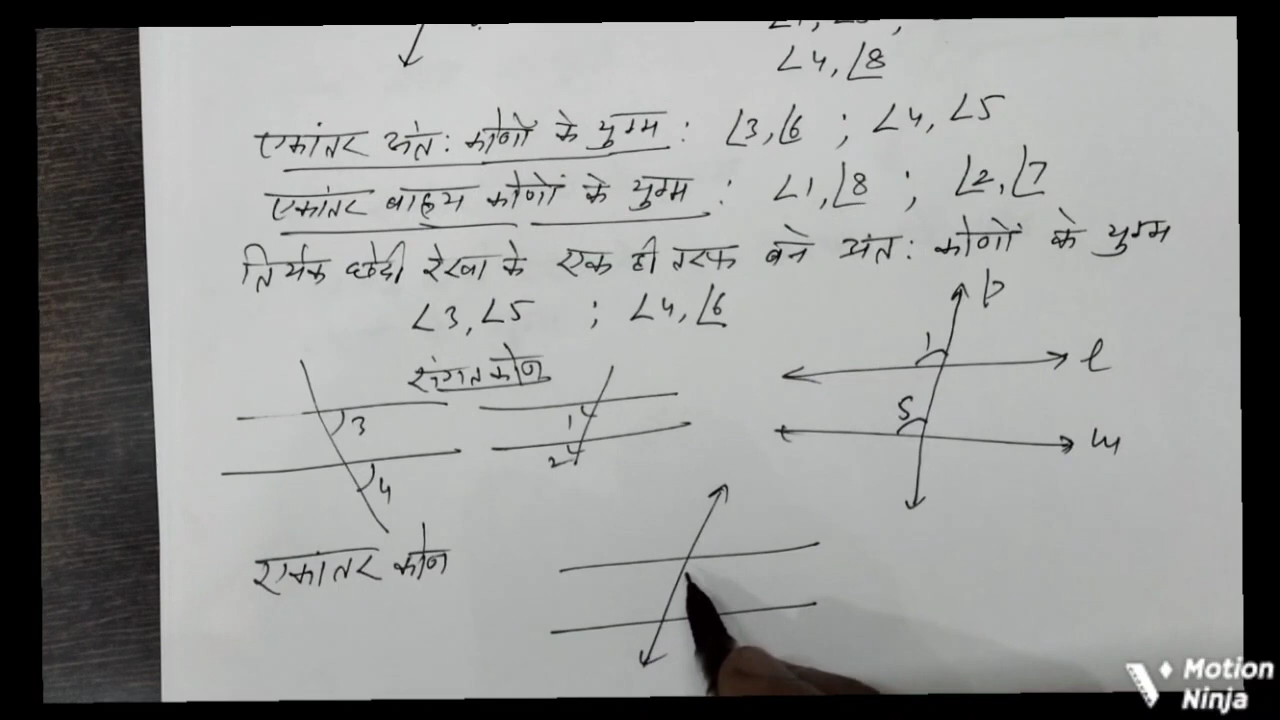 ∠4, ∠8
एकांतर अंत: कोणों के युग्म : ∠3, ∠6 ; ∠4, ∠5
एकांतर बाह्य कोणों के युग्म : ∠1, ∠8 ; ∠2, ∠7
तिर्यक छेदी रेखा के एक ही तरफ बने अंत: कोणों के युग्म
∠3, ∠5 ; ∠4, ∠6
p
1
l
5
m
संगत कोण
3
4
1
2
एकांतर कोण
Motion
Ninja